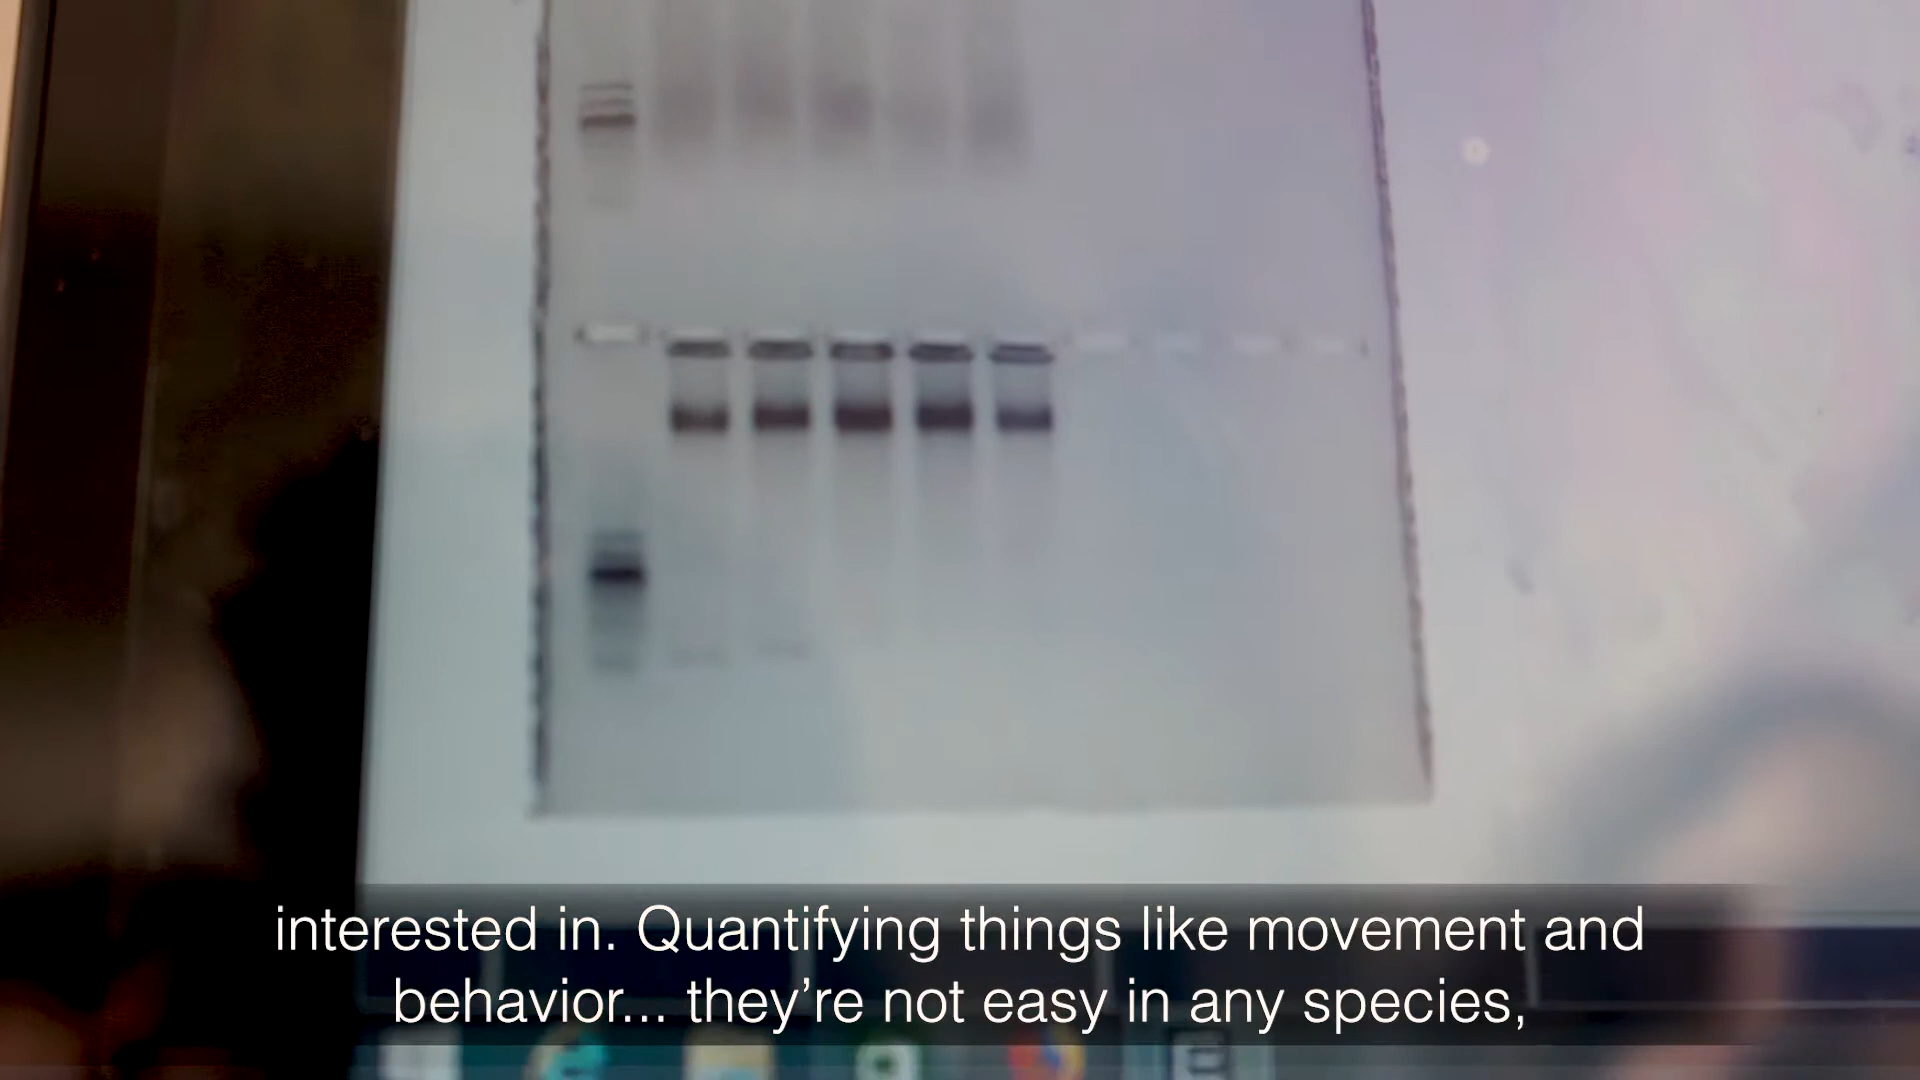 interested in. Quantifying things like movement and
behavior... they’re not easy in any species,